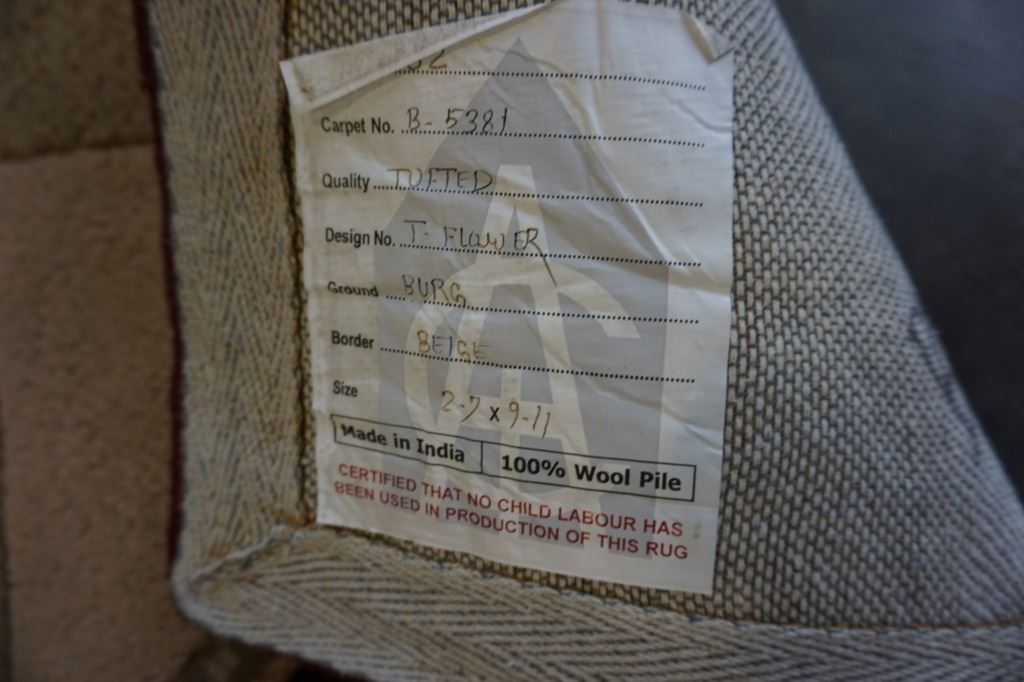 Carpet No. B-5381
Quality TUFTED
Design No. T-FLOWER
Ground BURG
Border BEIGE
Size 2-7 x 9-11
Made in India 100% Wool Pile
CERTIFIED THAT NO CHILD LABOUR HAS
BEEN USED IN PRODUCTION OF THIS RUG